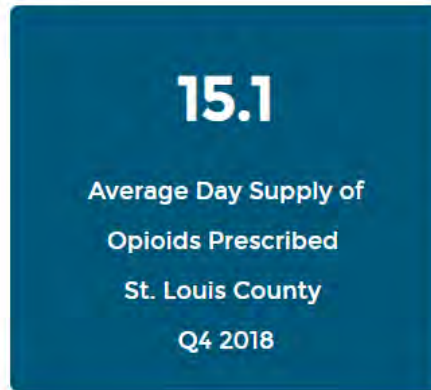 15.1
Average Day Supply of
Opioids Prescribed
St. Louis County
Q4 2018